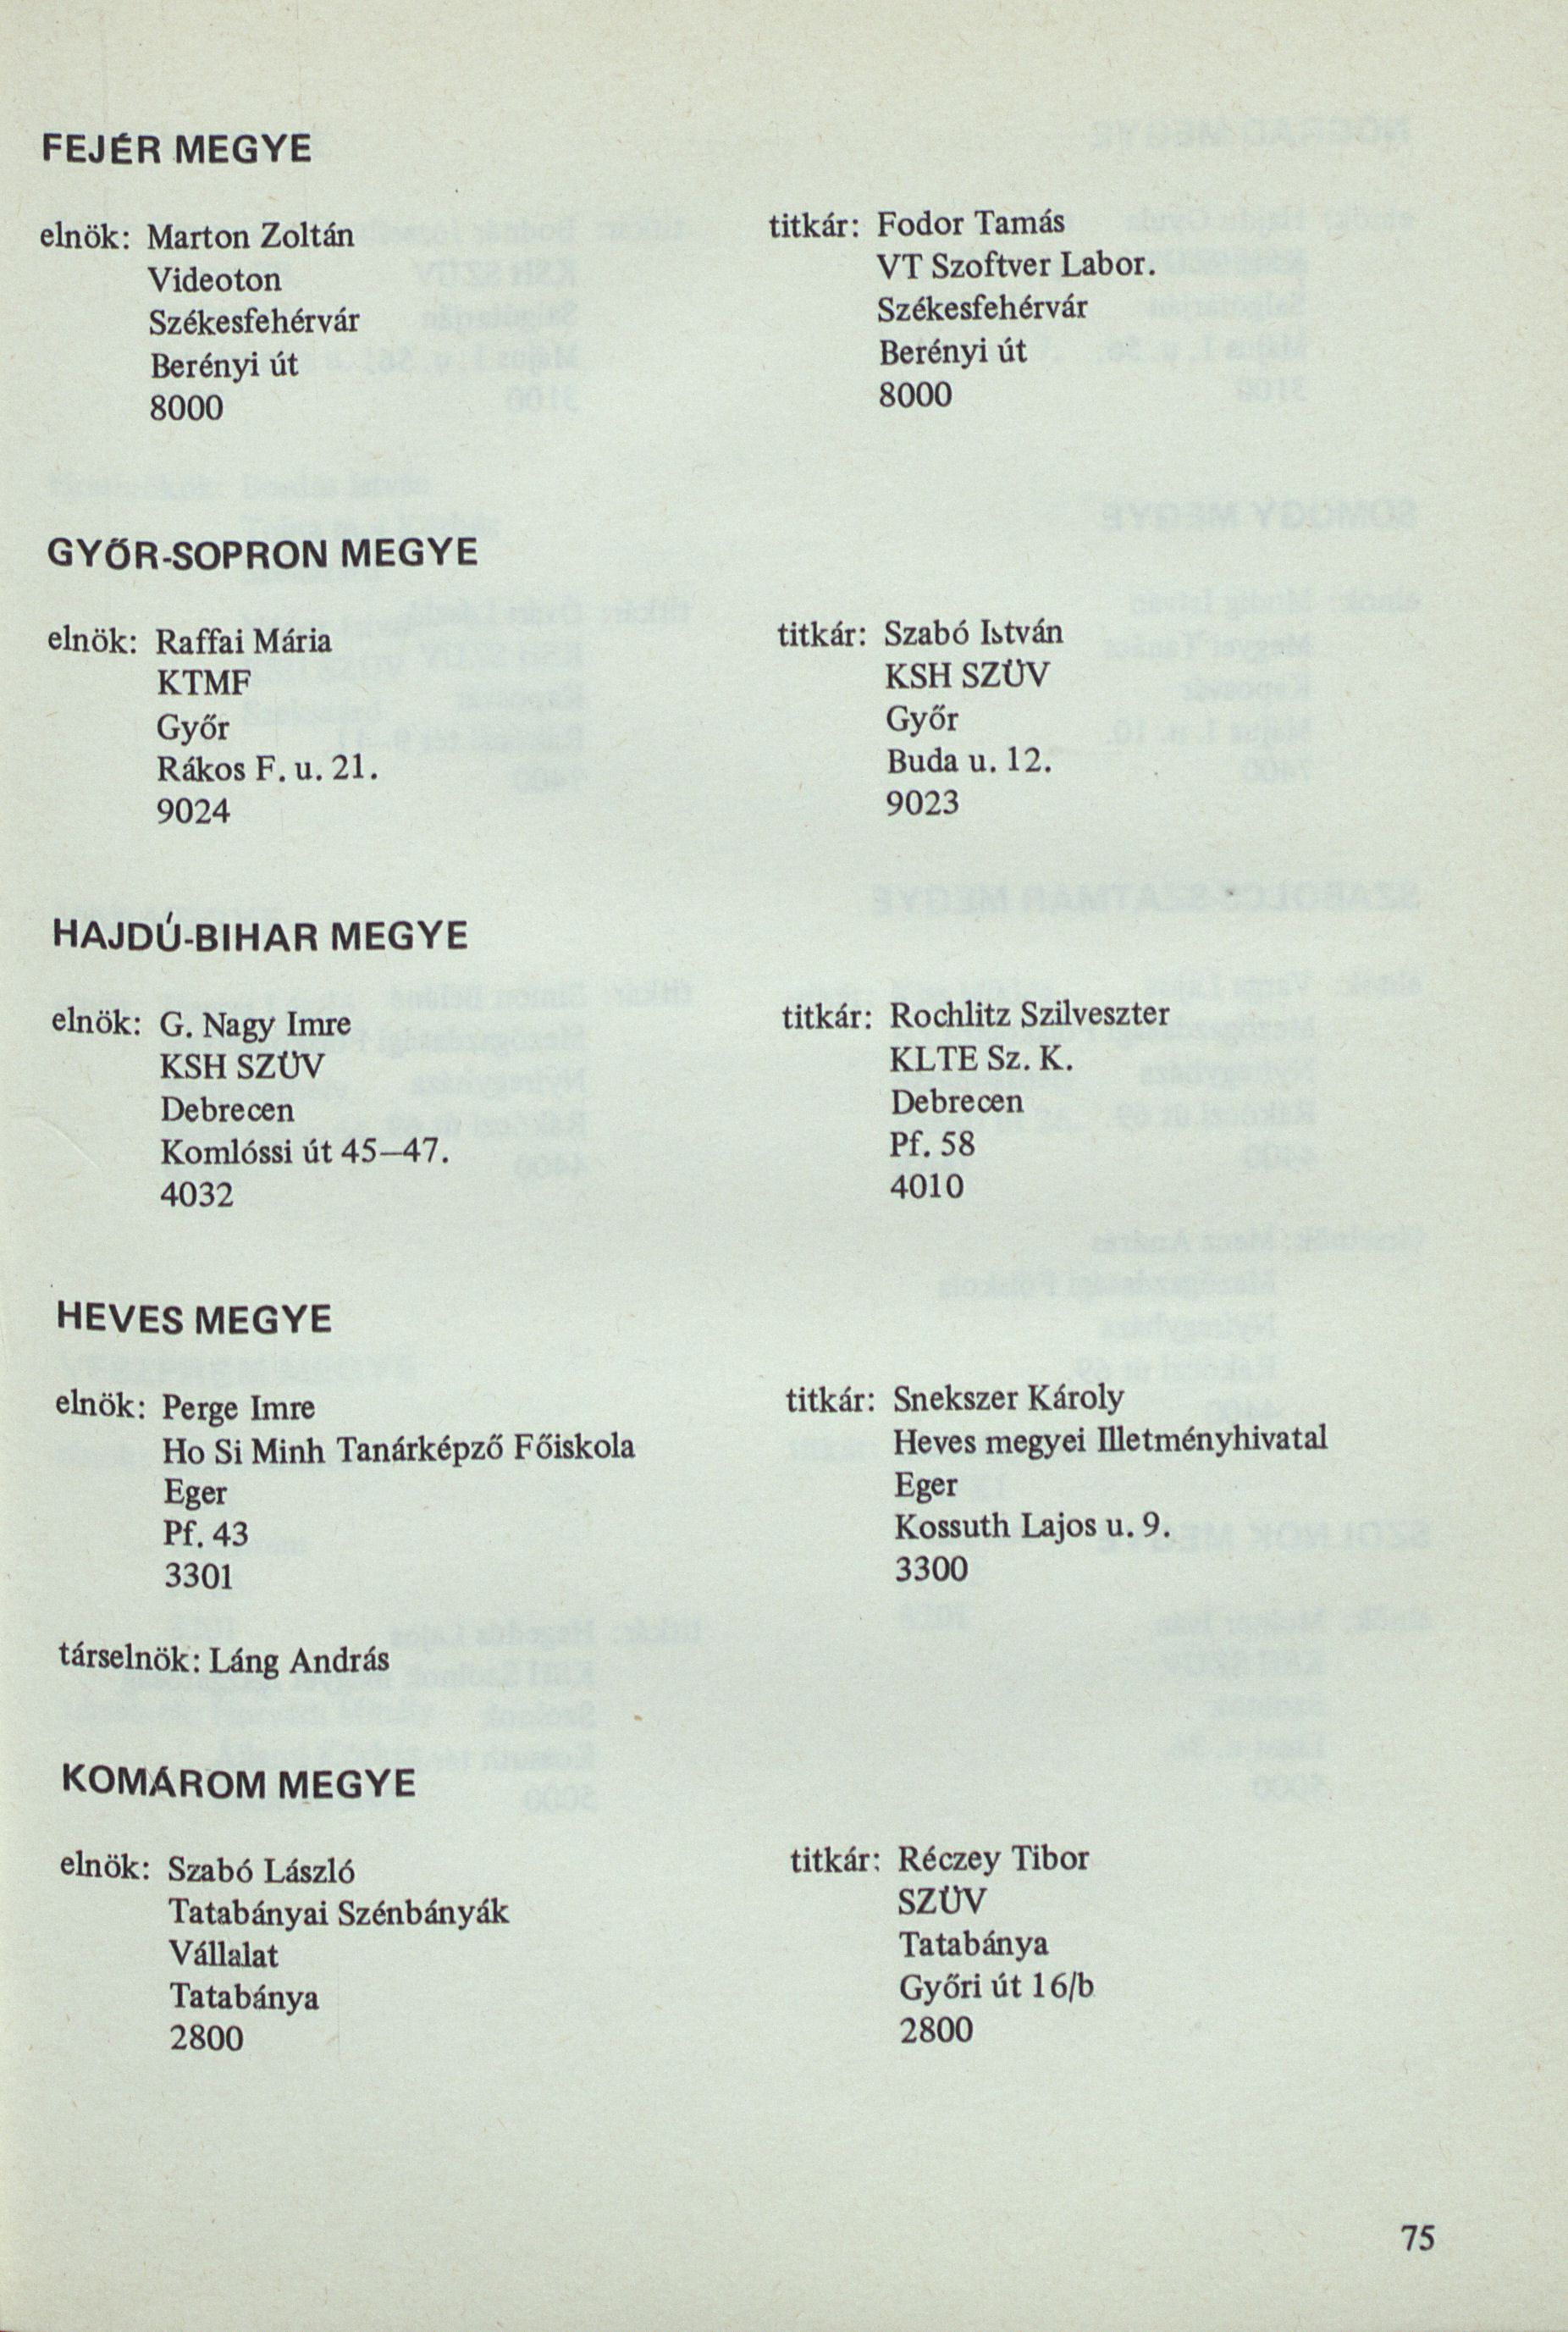 FEJÉR MEGYE
elnök: Marton Zoltán
Videoton
Székesfehérvár
Berényi út
8000
titkár: Fodor Tamás
VT Szoftver Labor.
Székesfehérvár
Berényi út
8000
GYŐR-SOPRON MEGYE
elnök: Raffai Mária
KTMF
Győr
Rákos F. u. 21.
9024
titkár: Szabó István
KSH SZÜV
Győr
Buda u. 12.
9023
HAJDÚ-BIHAR MEGYE
elnök: G. Nagy Imre
KSH SZÜV
Debrecen
Komlóssi út 45–47.
4032
titkár: Rochlitz Szilveszter
KLTE Sz. K.
Debrecen
Pf. 58
4010
HEVES MEGYE
elnök: Perge Imre
Ho Si Minh Tanárképző Főiskola
Eger
Pf. 43
3301
titkár: Snekszer Károly
Heves megyei Illetményhivatal
Eger
Kossuth Lajos u. 9.
3300
társelnök: Láng András
KOMÁROM MEGYE
elnök: Szabó László
Tatabányai Szénbányák
Vállalat
Tatabánya
2800
titkár: Réczey Tibor
SZÜV
Tatabánya
Győri út 16/b
2800
75